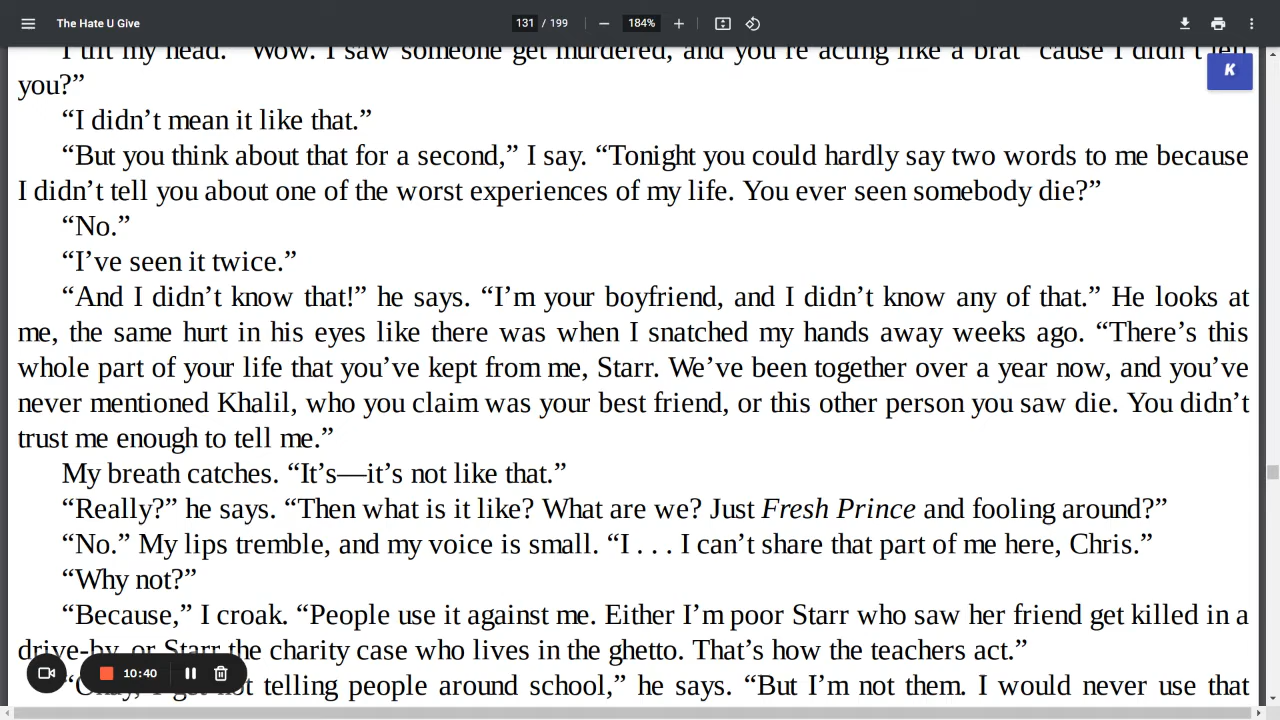 The Hate U Give
131 / 199
184%
I lift my head. “Wow. I saw someone get murdered, and you’re acting like a brat ’cause I didn’t tell
you?”
K
“I didn’t mean it like that.”
“But you think about that for a second,” I say. “Tonight you could hardly say two words to me because
I didn’t tell you about one of the worst experiences of my life. You ever seen somebody die?”
“No.”
“I’ve seen it twice.”
“And I didn’t know that!” he says. “I’m your boyfriend, and I didn’t know any of that.” He looks at
me, the same hurt in his eyes like there was when I snatched my hands away weeks ago. “There’s this
whole part of your life that you’ve kept from me, Starr. We’ve been together over a year now, and you’ve
never mentioned Khalil, who you claim was your best friend, or this other person you saw die. You didn’t
trust me enough to tell me.”
My breath catches. “It’s—it’s not like that.”
“Really?” he says. “Then what is it like? What are we? Just Fresh Prince and fooling around?”
“No.” My lips tremble, and my voice is small. “I . . . I can’t share that part of me here, Chris.”
“Why not?”
“Because,” I croak. “People use it against me. Either I’m poor Starr who saw her friend get killed in a
drive-by, or Starr the charity case who lives in the ghetto. That’s how the teachers act.”
10:40
“Okay, I get not telling people around school,” he says. “But I’m not them. I would never use that